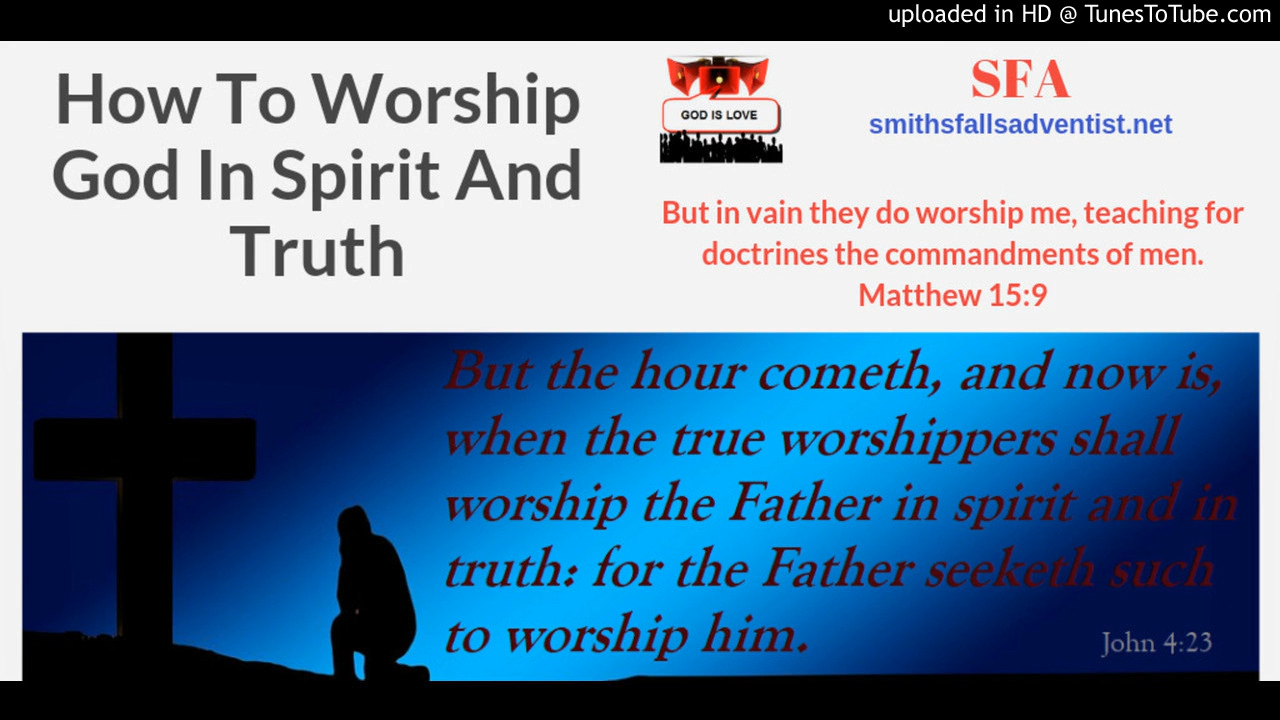 uploaded in HD @ TunesToTube.com
How To Worship
God In Spirit And
Truth
GOD IS LOVE
SFA
smithsfallsadventist.net
But in vain they do worship me, teaching for
doctrines the commandments of men.
Matthew 15:9
But the hour cometh, and now is,
when the true worshippers shall
worship the Father in spirit and in
truth: for the Father seeketh such
to worship him.
John 4:23